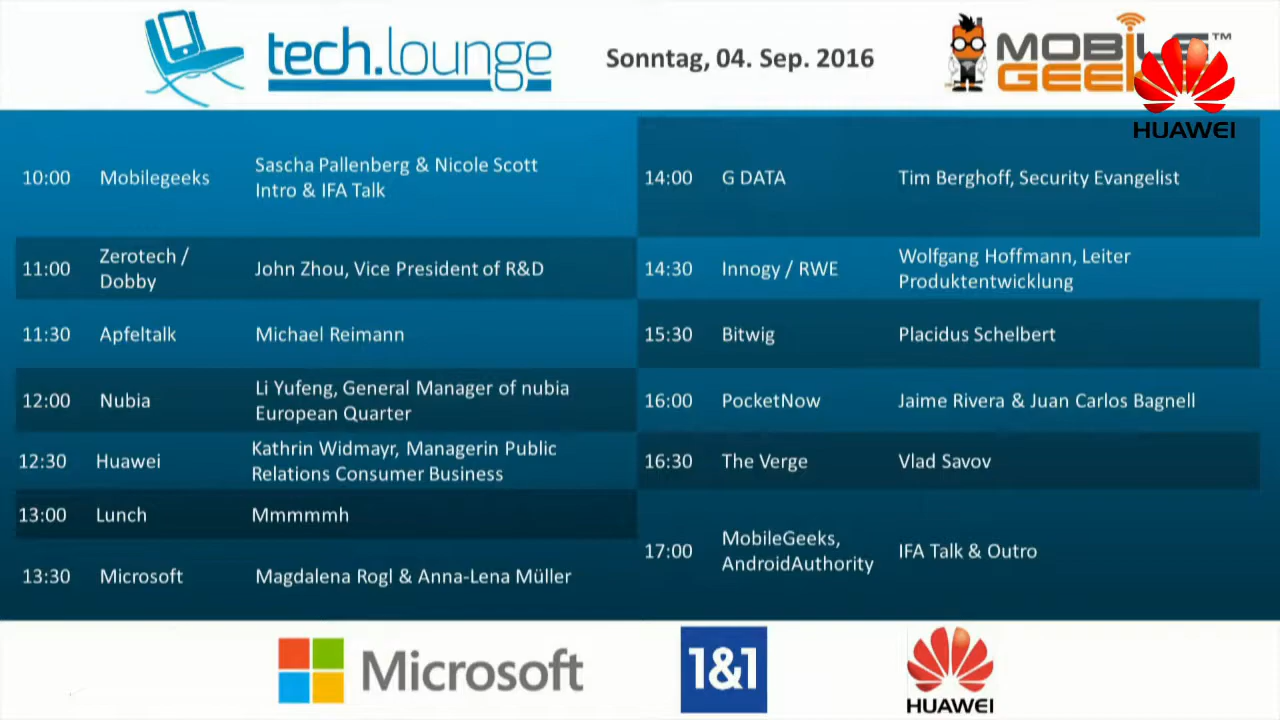 tech.lounge
Sonntag, 04. Sep. 2016
MOBILE
GEEKS
TM
HUAWEI
10:00 Mobilegeeks Sascha Pallenberg & Nicole Scott
Intro & IFA Talk
11:00 Zerotech / Dobby John Zhou, Vice President of R&D
11:30 Apfeltalk Michael Reimann
12:00 Nubia Li Yufeng, General Manager of nubia
European Quarter
12:30 Huawei Kathrin Widmayr, Managerin Public
Relations Consumer Business
13:00 Lunch Mmmmmh
13:30 Microsoft Magdalena Rogl & Anna-Lena Müller
14:00 G DATA Tim Berghoff, Security Evangelist
14:30 Innogy / RWE Wolfgang Hoffmann, Leiter
Produktentwicklung
15:30 Bitwig Placidus Schelbert
16:00 PocketNow Jaime Rivera & Juan Carlos Bagnell
16:30 The Verge Vlad Savov
17:00 MobileGeeks, AndroidAuthority IFA Talk & Outro
Microsoft
1&1
HUAWEI